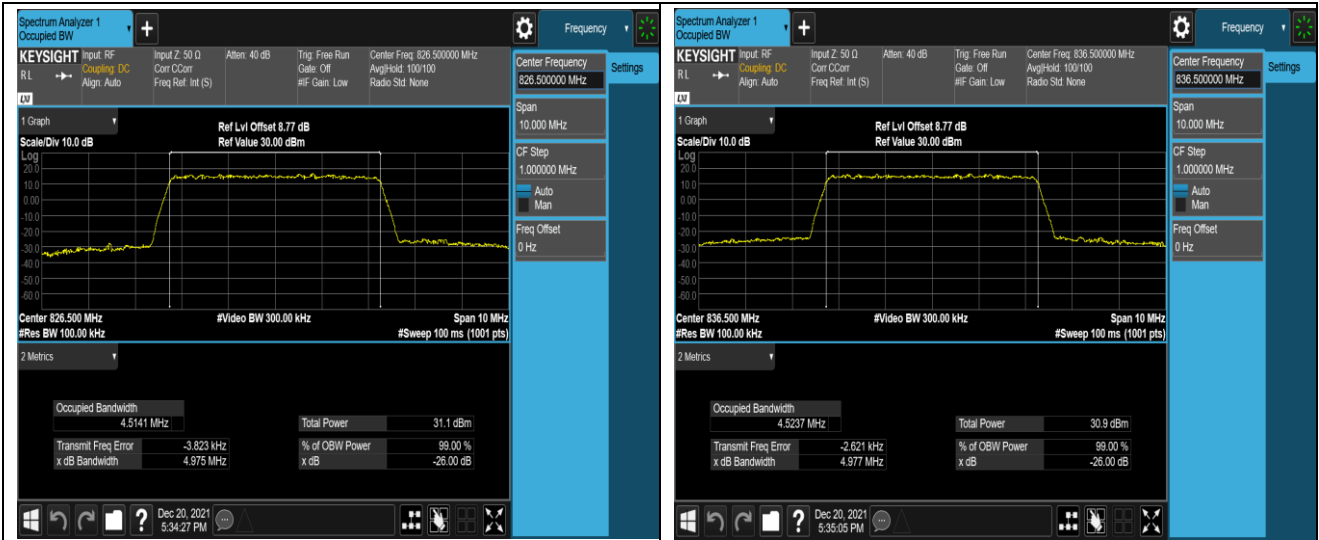 Spectrum Analyzer 1
Occupied BW
+
Frequency
KEYSIGHT Input: RF Input Z: 50 Ω Atten: 40 dB Trig: Free Run Center Freq: 826.500000 MHz
RL Coupling: DC Corr CCorr Gate: Off Avg|Hold: 100/100
Align: Auto Freq Ref: Int (S) #IF Gain: Low Radio Std: None
LXI
Center Frequency
826.500000 MHz
Settings
Span
10.000 MHz
CF Step
1.000000 MHz
Auto
Man
Freq Offset
0 Hz
1 Graph
Ref Lvl Offset 8.77 dB
Scale/Div 10.0 dB Ref Value 30.00 dBm
Log
20.0
10.0
0.00
-10.0
-20.0
-30.0
-40.0
-50.0
-60.0
Center 826.500 MHz #Video BW 300.00 kHz Span 10 MHz
#Res BW 100.00 kHz #Sweep 100 ms (1001 pts)
2 Metrics
Occupied Bandwidth
4.5141 MHz Total Power 31.1 dBm
Transmit Freq Error -3.823 kHz % of OBW Power 99.00 %
x dB Bandwidth 4.975 MHz x dB -26.00 dB
? Dec 20, 2021
5:34:27 PM
Spectrum Analyzer 1
Occupied BW
+
Frequency
KEYSIGHT Input: RF Input Z: 50 Ω Atten: 40 dB Trig: Free Run Center Freq: 836.500000 MHz
RL Coupling: DC Corr CCorr Gate: Off Avg|Hold: 100/100
Align: Auto Freq Ref: Int (S) #IF Gain: Low Radio Std: None
LXI
Center Frequency
836.500000 MHz
Settings
Span
10.000 MHz
CF Step
1.000000 MHz
Auto
Man
Freq Offset
0 Hz
1 Graph
Ref Lvl Offset 8.77 dB
Scale/Div 10.0 dB Ref Value 30.00 dBm
Log
20.0
10.0
0.00
-10.0
-20.0
-30.0
-40.0
-50.0
-60.0
Center 836.500 MHz #Video BW 300.00 kHz Span 10 MHz
#Res BW 100.00 kHz #Sweep 100 ms (1001 pts)
2 Metrics
Occupied Bandwidth
4.5237 MHz Total Power 30.9 dBm
Transmit Freq Error -2.621 kHz % of OBW Power 99.00 %
x dB Bandwidth 4.977 MHz x dB -26.00 dB
? Dec 20, 2021
5:35:05 PM